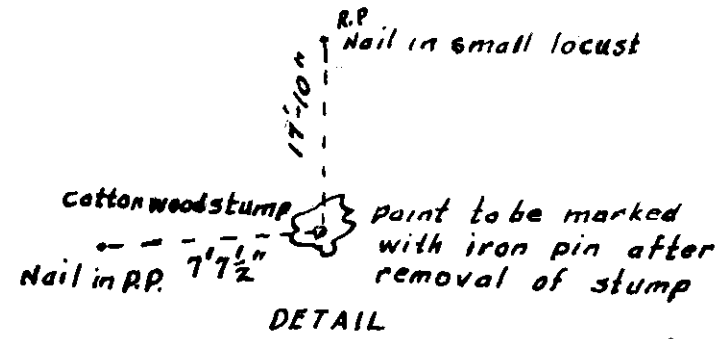 R.P
Nail in small locust
17'-10"
Cottonwood stump
point to be marked
with iron pin after
removal of stump
Nail in P.P.
7'7½"
DETAIL